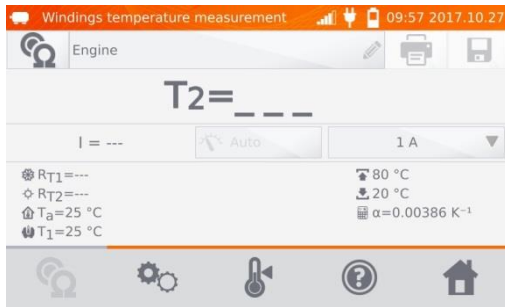 Windings temperature measurement 09:57 2017.10.27
Engine
T2=_ _ _
I = --- Auto 1 A
RT1=--- 80 °C
RT2=--- 20 °C
Ta=25 °C α=0.00386 K⁻¹
T1=25 °C